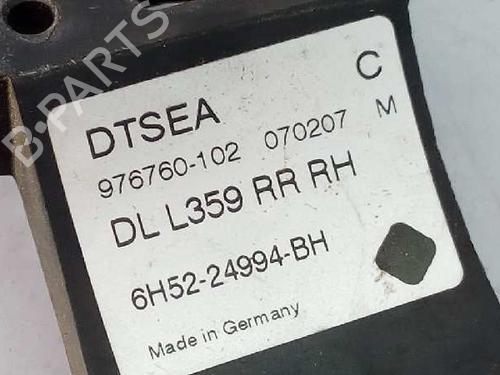 B-PARTS
DTSEA C
976760-102 070207 M
DL L359 RR RH
6H52-24994-BH
Made in Germany